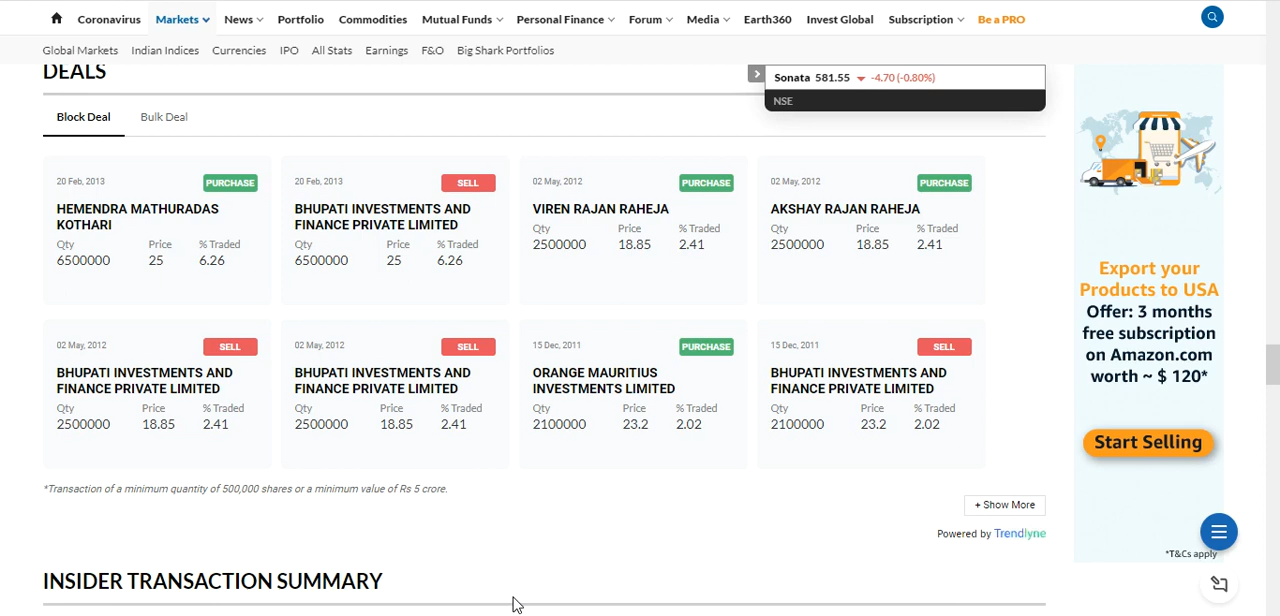 Coronavirus Markets News Portfolio Commodities Mutual Funds Personal Finance Forum Media Earth360 Invest Global Subscription Be a PRO
Global Markets Indian Indices Currencies IPO All Stats Earnings F&O Big Shark Portfolios
DEALS
Sonata 581.55 -4.70 (-0.80%)
NSE
Block Deal Bulk Deal
20 Feb, 2013 PURCHASE
HEMENDRA MATHURADAS
KOTHARI
Qty Price % Traded
6500000 25 6.26
20 Feb, 2013 SELL
BHUPATI INVESTMENTS AND
FINANCE PRIVATE LIMITED
Qty Price % Traded
6500000 25 6.26
02 May, 2012 PURCHASE
VIREN RAJAN RAHEJA
Qty Price % Traded
2500000 18.85 2.41
02 May, 2012 PURCHASE
AKSHAY RAJAN RAHEJA
Qty Price % Traded
2500000 18.85 2.41
02 May, 2012 SELL
BHUPATI INVESTMENTS AND
FINANCE PRIVATE LIMITED
Qty Price % Traded
2500000 18.85 2.41
02 May, 2012 SELL
BHUPATI INVESTMENTS AND
FINANCE PRIVATE LIMITED
Qty Price % Traded
2500000 18.85 2.41
15 Dec, 2011 PURCHASE
ORANGE MAURITIUS
INVESTMENTS LIMITED
Qty Price % Traded
2100000 23.2 2.02
15 Dec, 2011 SELL
BHUPATI INVESTMENTS AND
FINANCE PRIVATE LIMITED
Qty Price % Traded
2100000 23.2 2.02
*Transaction of a minimum quantity of 500,000 shares or a minimum value of Rs 5 crore.
+ Show More
Powered by Trendlyne
INSIDER TRANSACTION SUMMARY
Export your
Products to USA
Offer: 3 months
free subscription
on Amazon.com
worth ~ $ 120*
Start Selling
*T&Cs apply